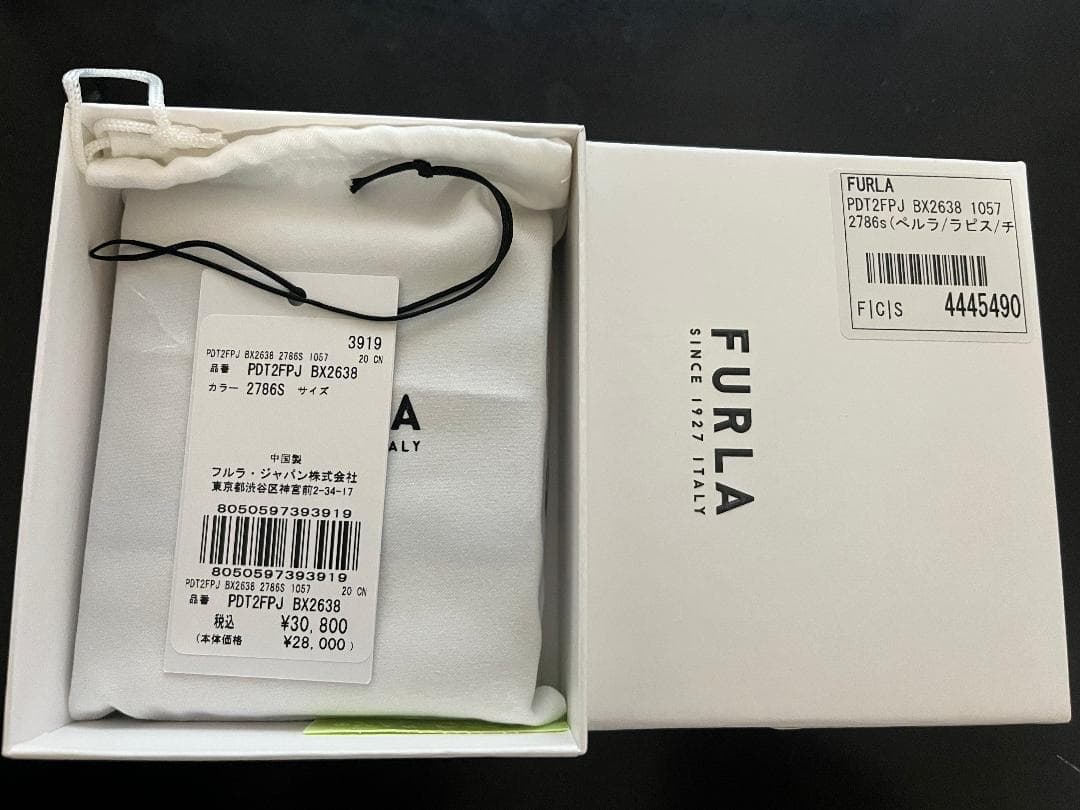 3919
PDT2FPJ BX2638 2786S 1057 20 CN
品番 PDT2FPJ BX2638
カラー 2786S サイズ
中国製
フルラ・ジャパン株式会社
東京都渋谷区神宮前2-34-17
8050597393919
8050597393919
PDT2FPJ BX2638 2786S 1057 20 CN
品番 PDT2FPJ BX2638
税込 ¥30,800
(本体価格 ¥28,000)
A
ALY
FURLA
SINCE 1927 ITALY
FURLA
PDT2FPJ BX2638 1057
2786s(ペルラ/ラピス/チ
F|C|S 4445490